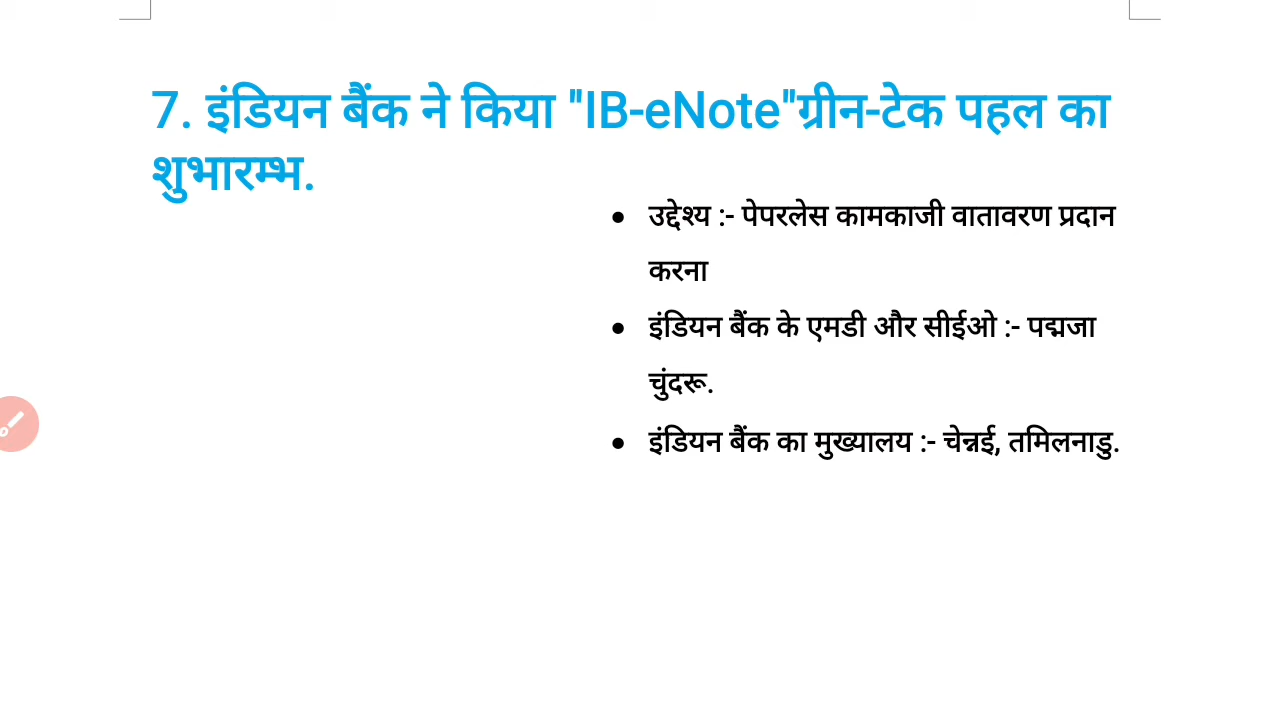 7. इंडियन बैंक ने किया "IB-eNote"ग्रीन-टेक पहल का
शुभारम्भ.
• उद्देश्य :- पेपरलेस कामकाजी वातावरण प्रदान
करना
• इंडियन बैंक के एमडी और सीईओ :- पद्मजा
चुंदरू.
• इंडियन बैंक का मुख्यालय :- चेन्नई, तमिलनाडु.